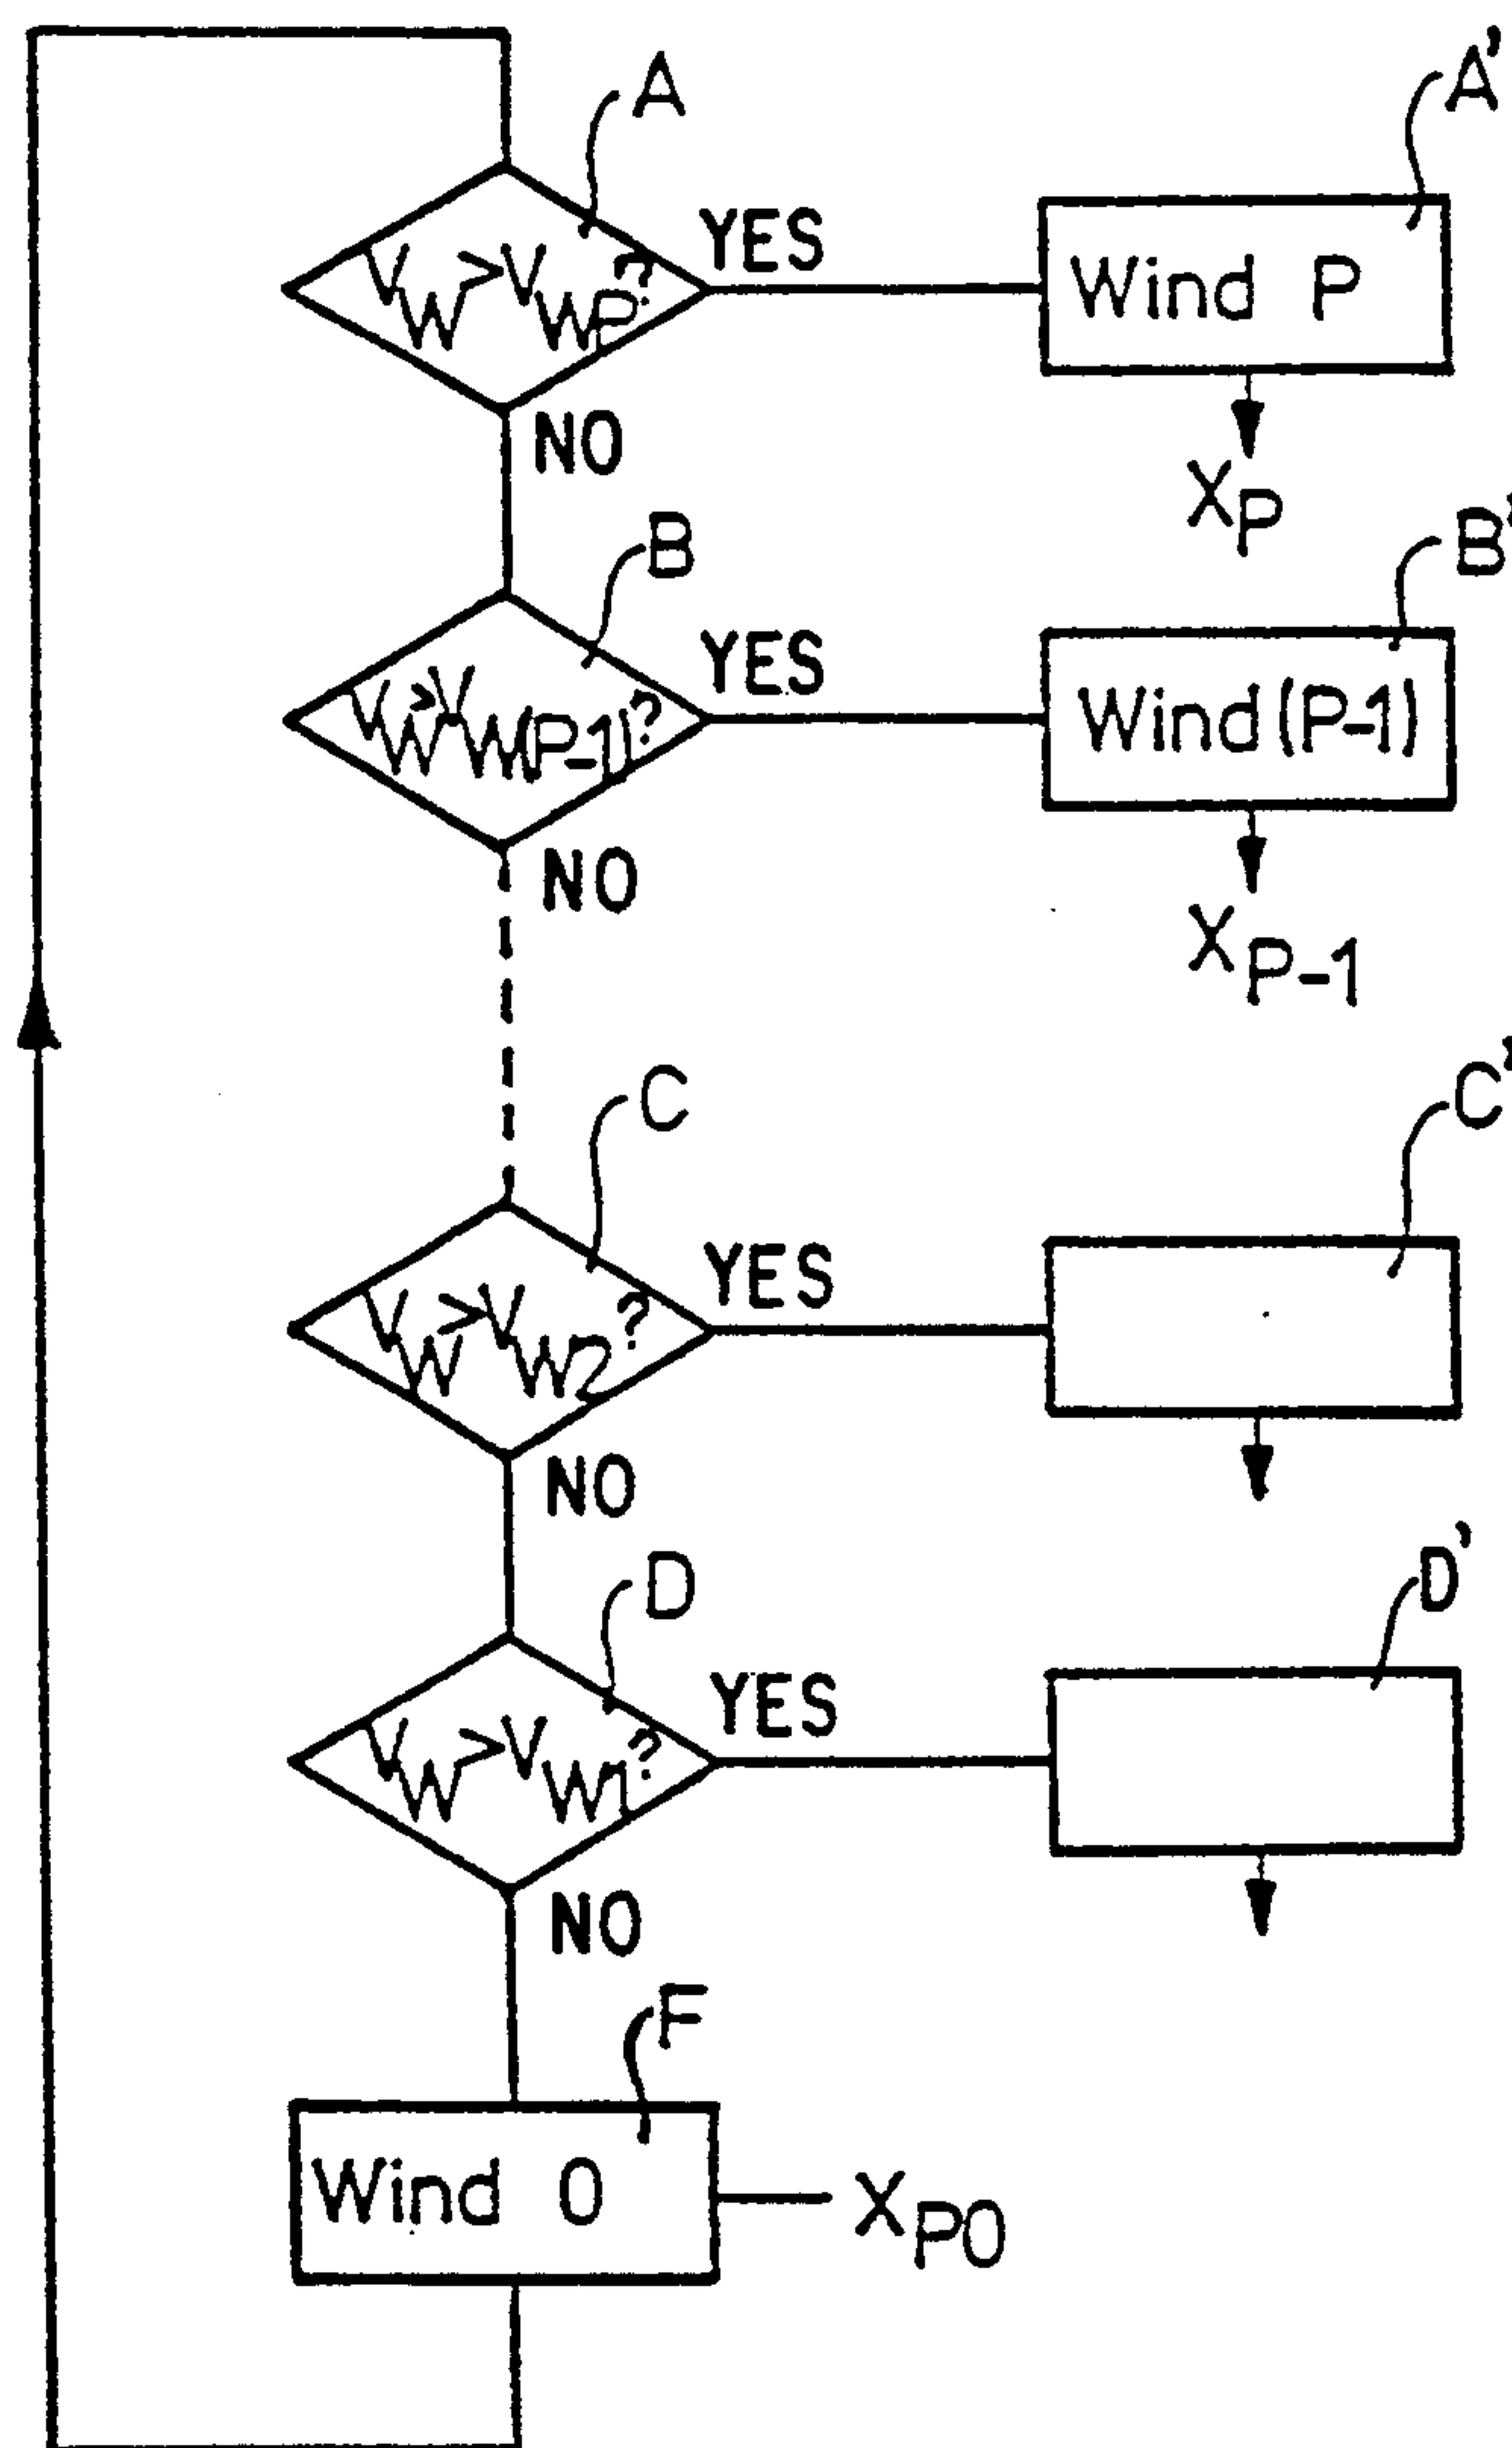 A
A'
V_W>V_WP?
YES
Wind P
NO
X_P
B
B'
V_W>V_W(P-1)?
YES
Wind (P-1)
NO
X_P-1
C
C'
V_W>V_W2?
YES
NO
D
D'
V_W>V_W1?
YES
NO
F
Wind 0
X_P0